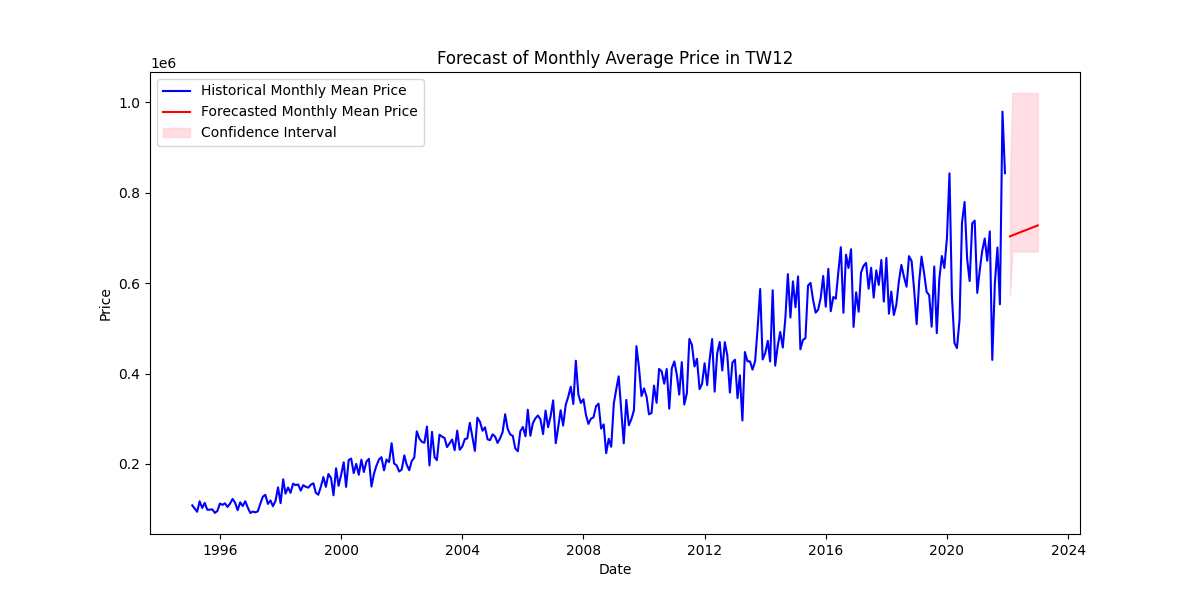 Forecast of Monthly Average Price in TW12
1e6
Historical Monthly Mean Price
Forecasted Monthly Mean Price
Confidence Interval
1.0
0.8
0.6
0.4
0.2
Price
1996 2000 2004 2008 2012 2016 2020 2024
Date